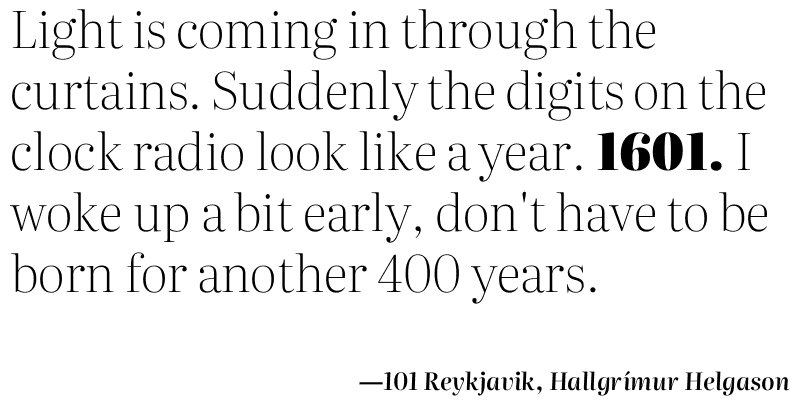 Light is coming in through the
curtains. Suddenly the digits on the
clock radio look like a year. 1601. I
woke up a bit early, don't have to be
born for another 400 years.
—101 Reykjavik, Hallgrímur Helgason